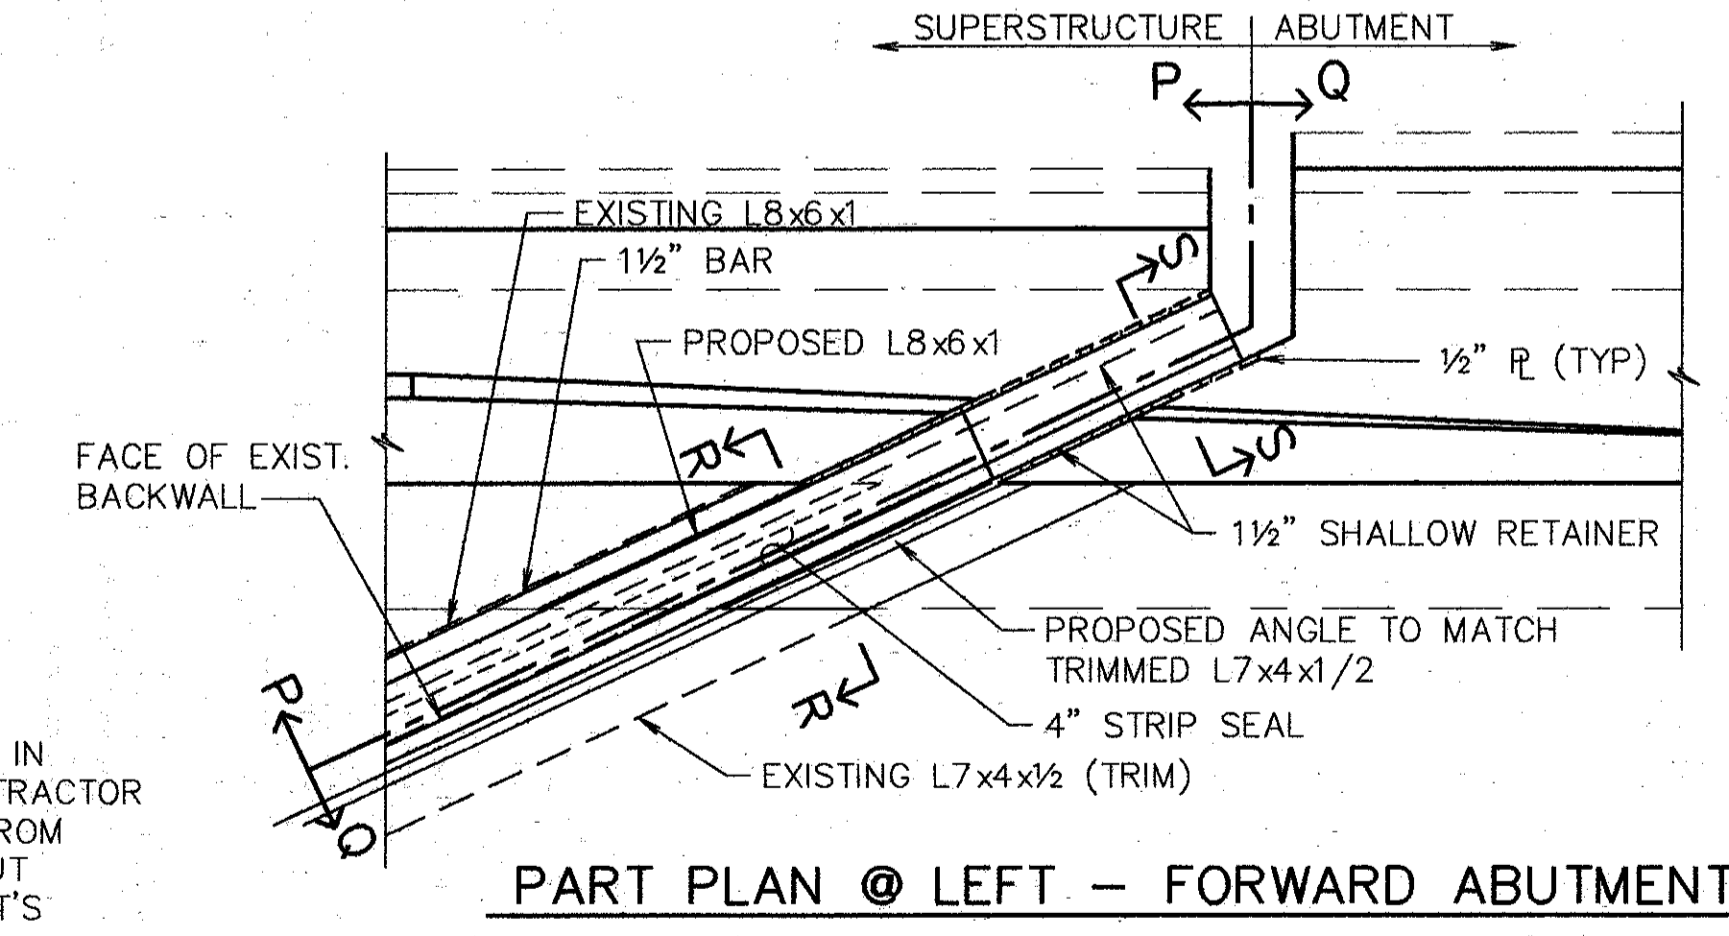 SUPERSTRUCTURE ABUTMENT
P Q
EXISTING L8x6x1
1½" BAR
S
PROPOSED L8x6x1
½" PL (TYP)
R
S
FACE OF EXIST.
BACKWALL
1½" SHALLOW RETAINER
PROPOSED ANGLE TO MATCH
TRIMMED L7x4x1/2
P
R
4" STRIP SEAL
EXISTING L7x4x½ (TRIM)
Q
IN
TRACTOR
ROM
UT
T'S
PART PLAN @ LEFT – FORWARD ABUTMENT